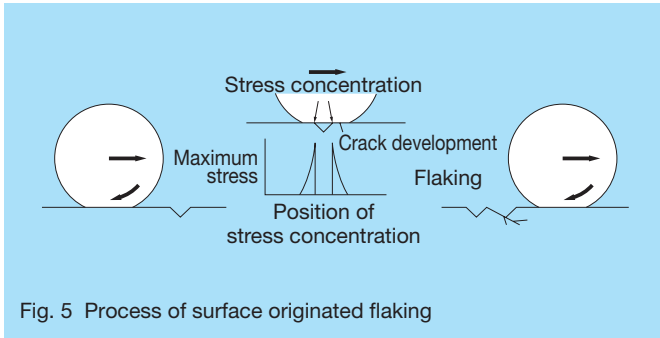 Stress concentration
Crack development
Maximum
stress
Flaking
Position of
stress concentration
Fig. 5 Process of surface originated flaking